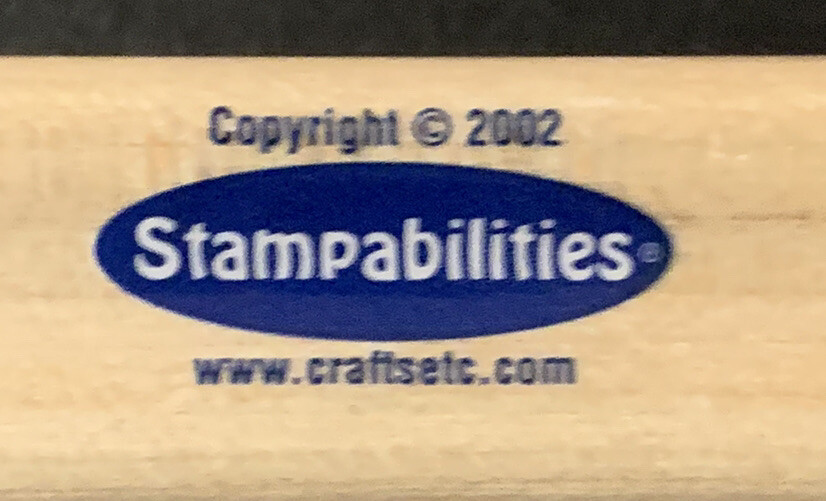 Copyright © 2002
Stampabilities®
www.craftsetc.com